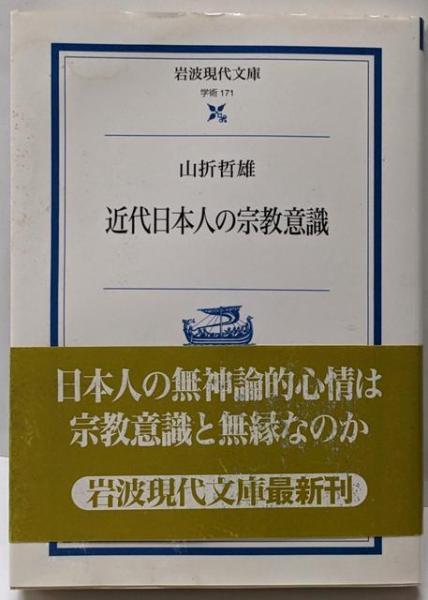 岩波現代文庫
学術 171
山折哲雄
近代日本人の宗教意識
日本人の無神論的心情は
宗教意識と無縁なのか
岩波現代文庫最新刊